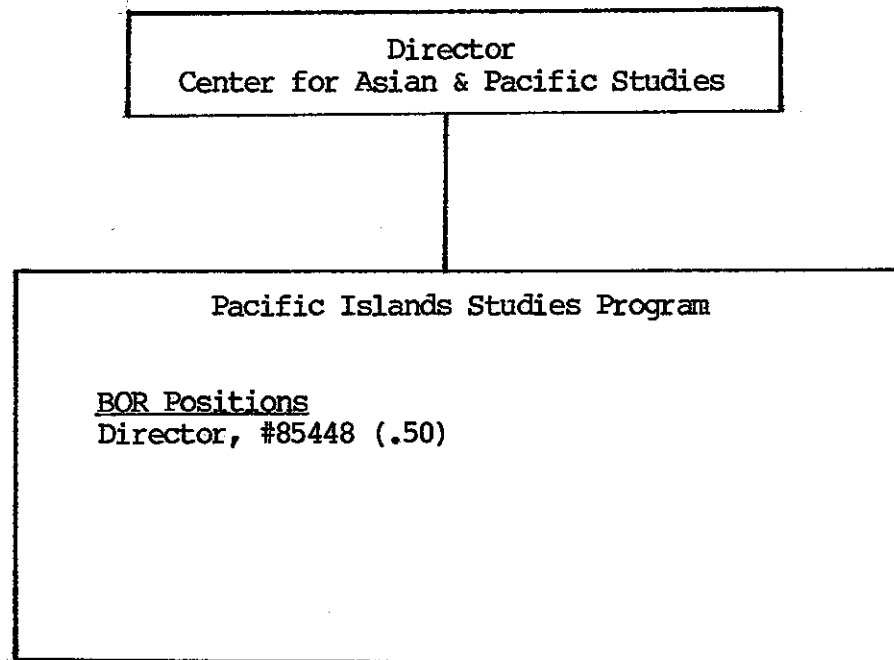 Director
Center for Asian & Pacific Studies
Pacific Islands Studies Program
BOR Positions
Director, #85448 (.50)